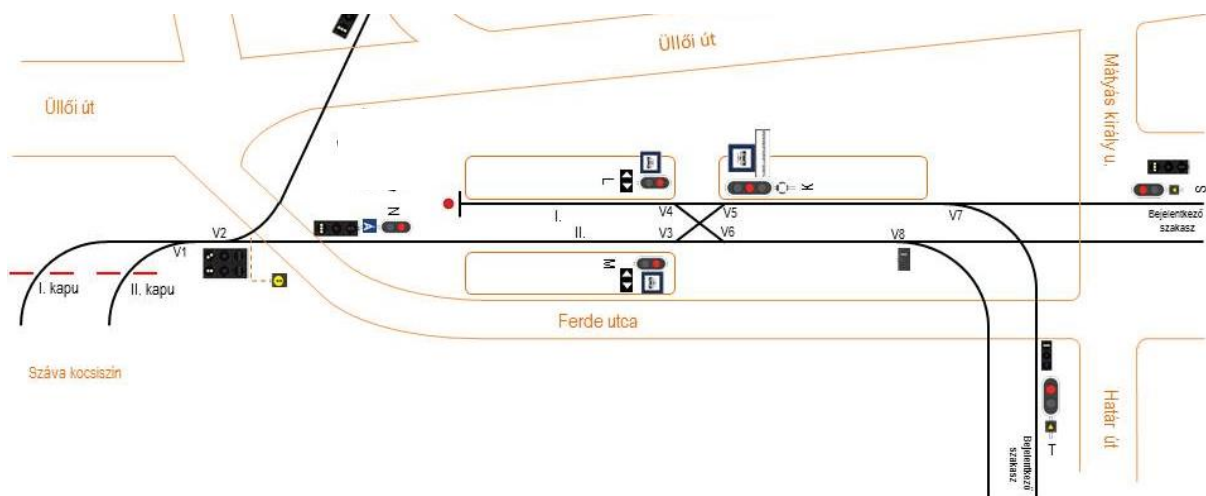 Üllői út
Üllői út
Mátyás király u.
S
Bejelentkező
szakasz
L
K
N
A
I.
V4
V5
V7
V2
V1
II.
V3
V6
V8
M
I. kapu
II. kapu
Ferde utca
Száva kocsiszín
Határ út
T
Bejelentkező
szakasz